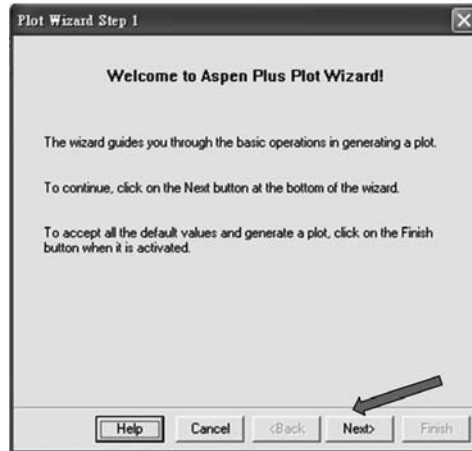 Plot Wizard Step 1
Welcome to Aspen Plus Plot Wizard!
The wizard guides you through the basic operations in generating a plot.
To continue, click on the Next button at the bottom of the wizard.
To accept all the default values and generate a plot, click on the Finish
button when it is activated.
Help Cancel <Back Next> Finish